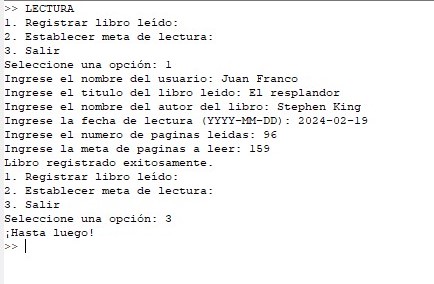 >> LECTURA
1. Registrar libro leído:
2. Establecer meta de lectura:
3. Salir
Seleccione una opción: 1
Ingrese el nombre del usuario: Juan Franco
Ingrese el titulo del libro leido: El resplandor
Ingrese el nombre del autor del libro: Stephen King
Ingrese la fecha de lectura (YYYY-MM-DD): 2024-02-19
Ingrese el numero de paginas leidas: 96
Ingrese la meta de paginas a leer: 159
Libro registrado exitosamente.
1. Registrar libro leído:
2. Establecer meta de lectura:
3. Salir
Seleccione una opción: 3
¡Hasta luego!
>>